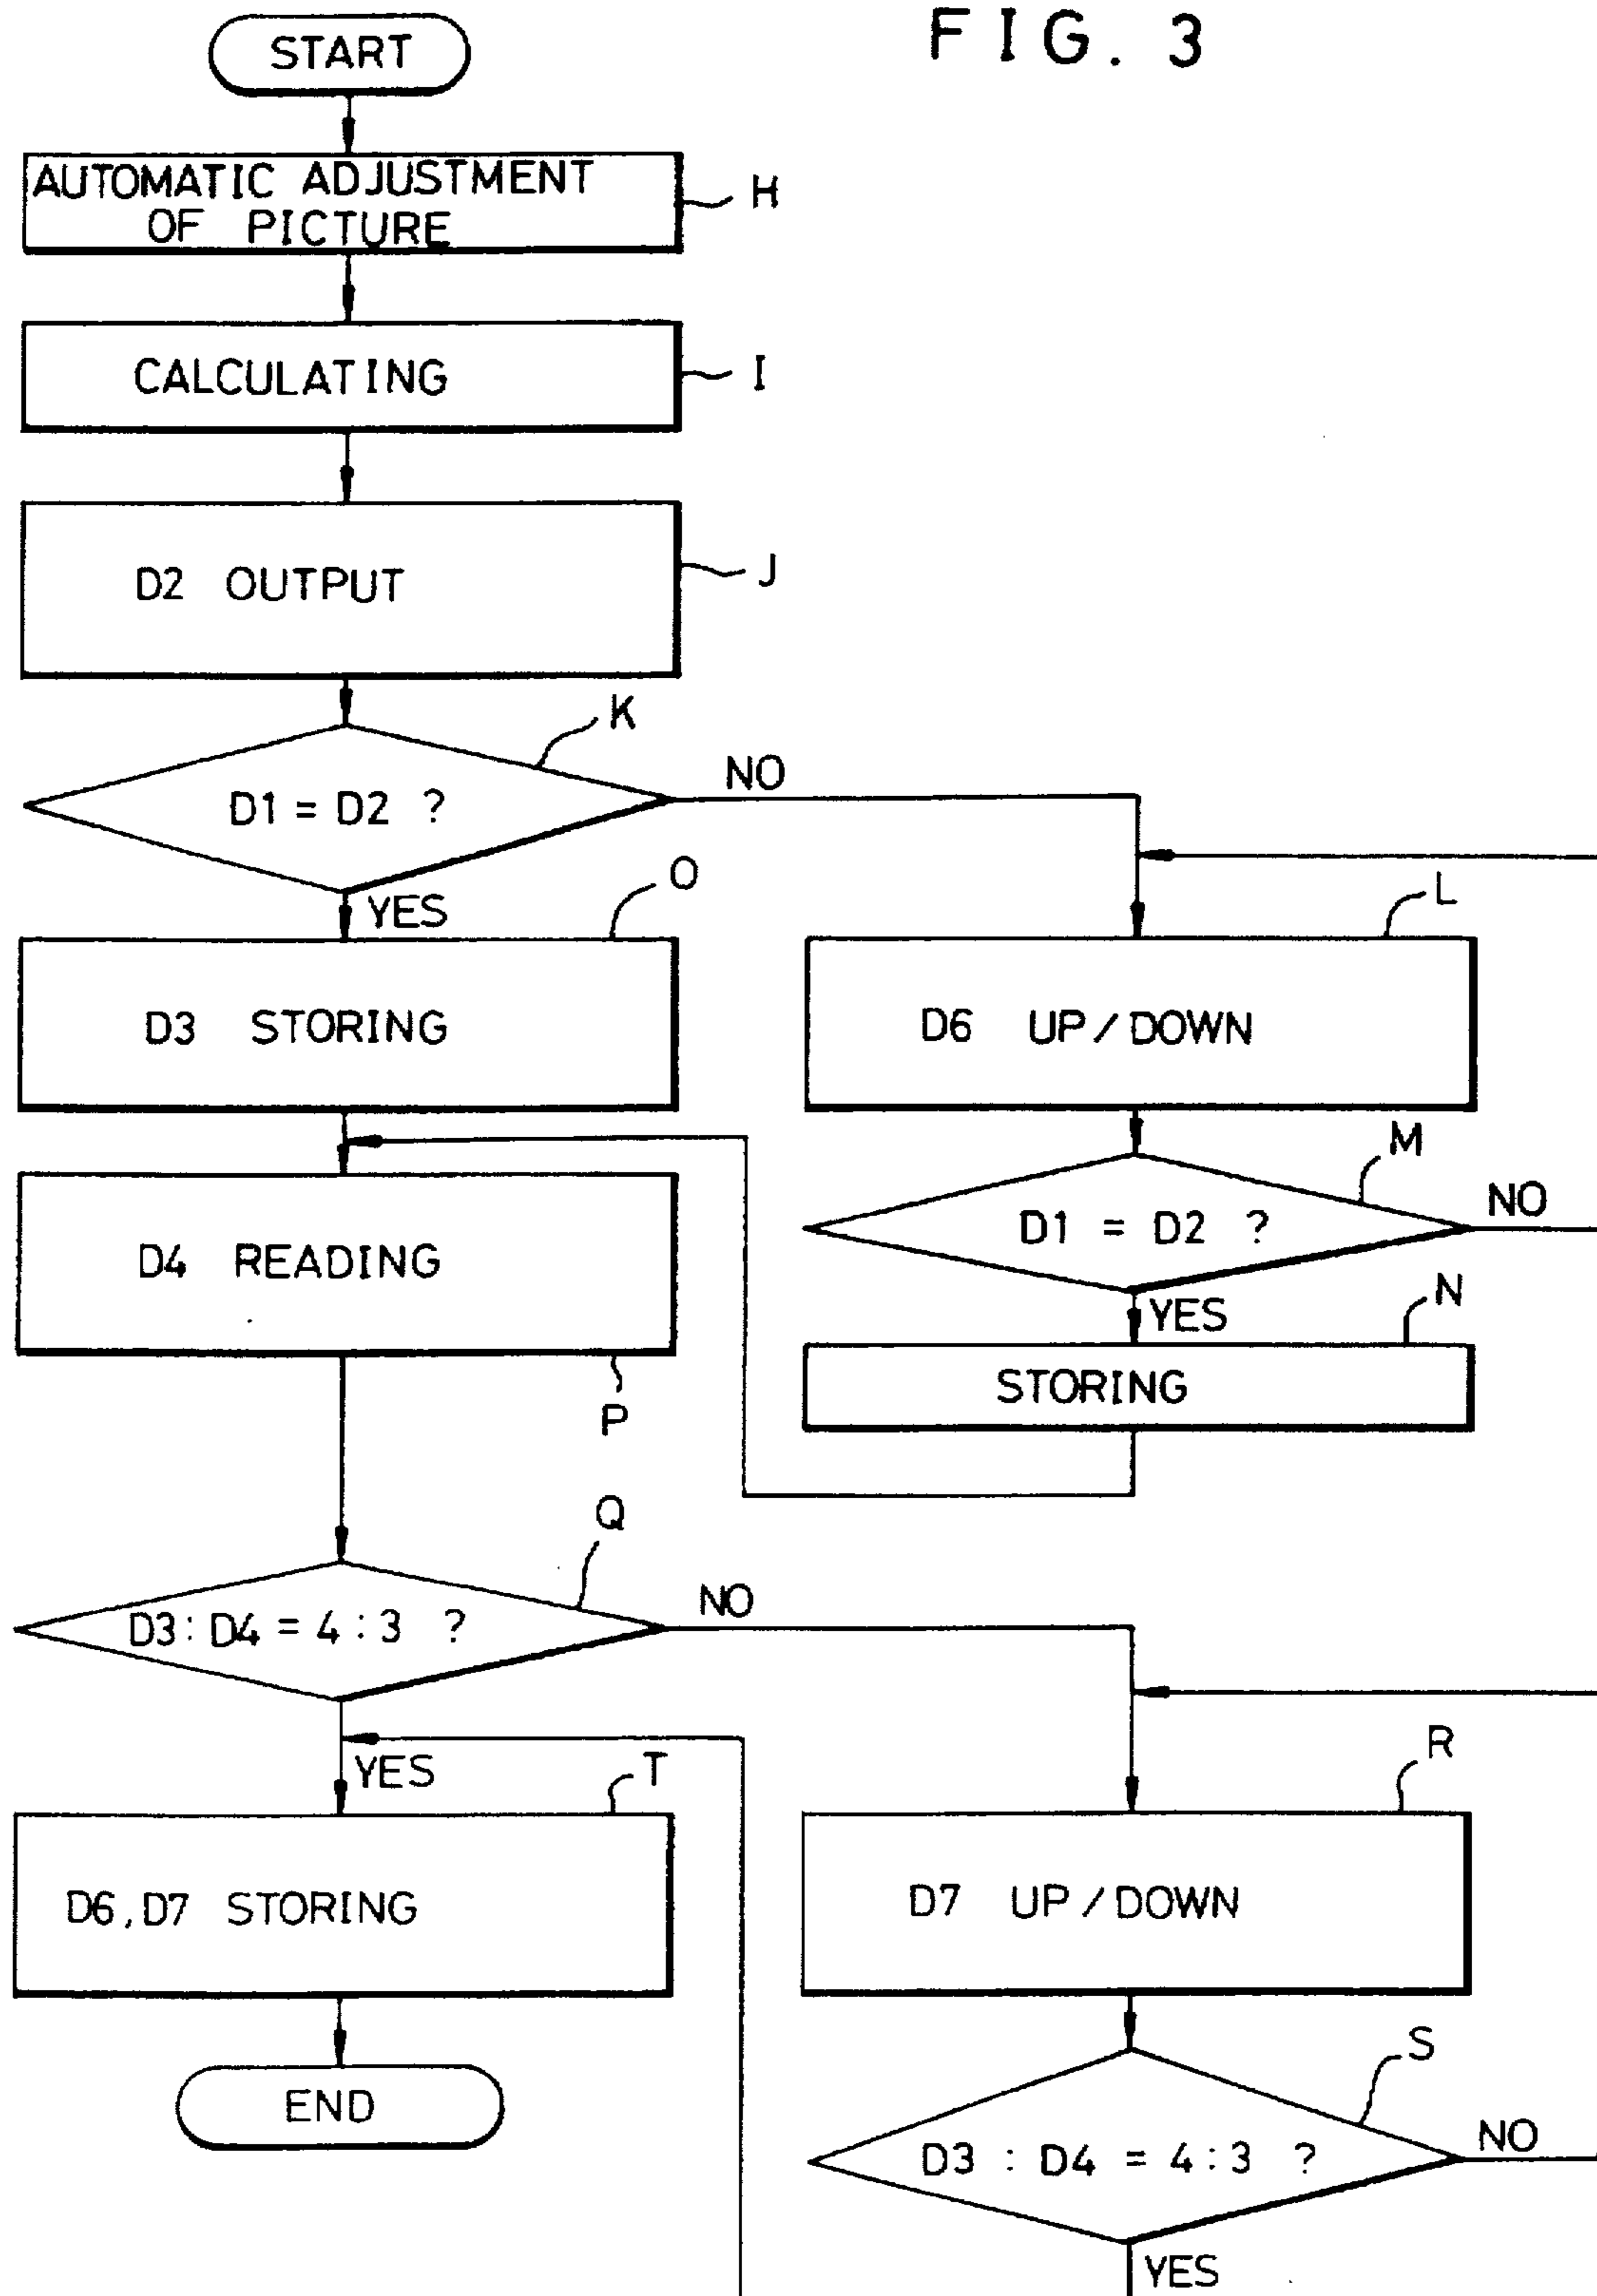 FIG. 3
START
AUTOMATIC ADJUSTMENT
OF PICTURE
H
CALCULATING
I
D2 OUTPUT
J
K
D1 = D2 ?
NO
YES
O
D3 STORING
L
D6 UP/DOWN
M
D1 = D2 ?
NO
YES
N
STORING
D4 READING
P
Q
D3 : D4 = 4 : 3 ?
NO
YES
T
D6, D7 STORING
R
D7 UP/DOWN
S
D3 : D4 = 4 : 3 ?
NO
YES
END